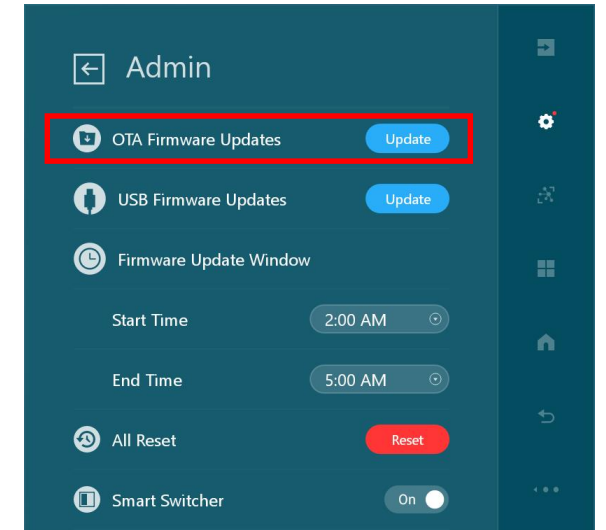 Admin
OTA Firmware Updates Update
USB Firmware Updates Update
Firmware Update Window
Start Time 2:00 AM
End Time 5:00 AM
All Reset Reset
Smart Switcher On